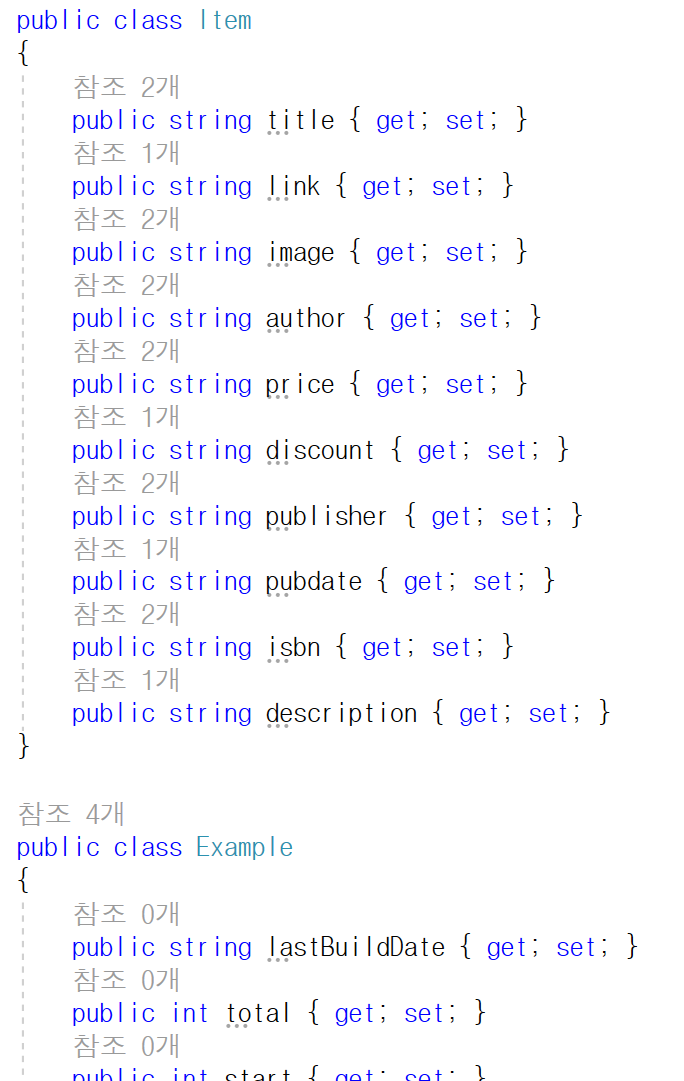 public class Item
{
참조 2개
public string title { get; set; }
참조 1개
public string link { get; set; }
참조 2개
public string image { get; set; }
참조 2개
public string author { get; set; }
참조 2개
public string price { get; set; }
참조 1개
public string discount { get; set; }
참조 2개
public string publisher { get; set; }
참조 1개
public string pubdate { get; set; }
참조 2개
public string isbn { get; set; }
참조 1개
public string description { get; set; }
}
참조 4개
public class Example
{
참조 0개
public string lastBuildDate { get; set; }
참조 0개
public int total { get; set; }
참조 0개
public int start { get; set; }